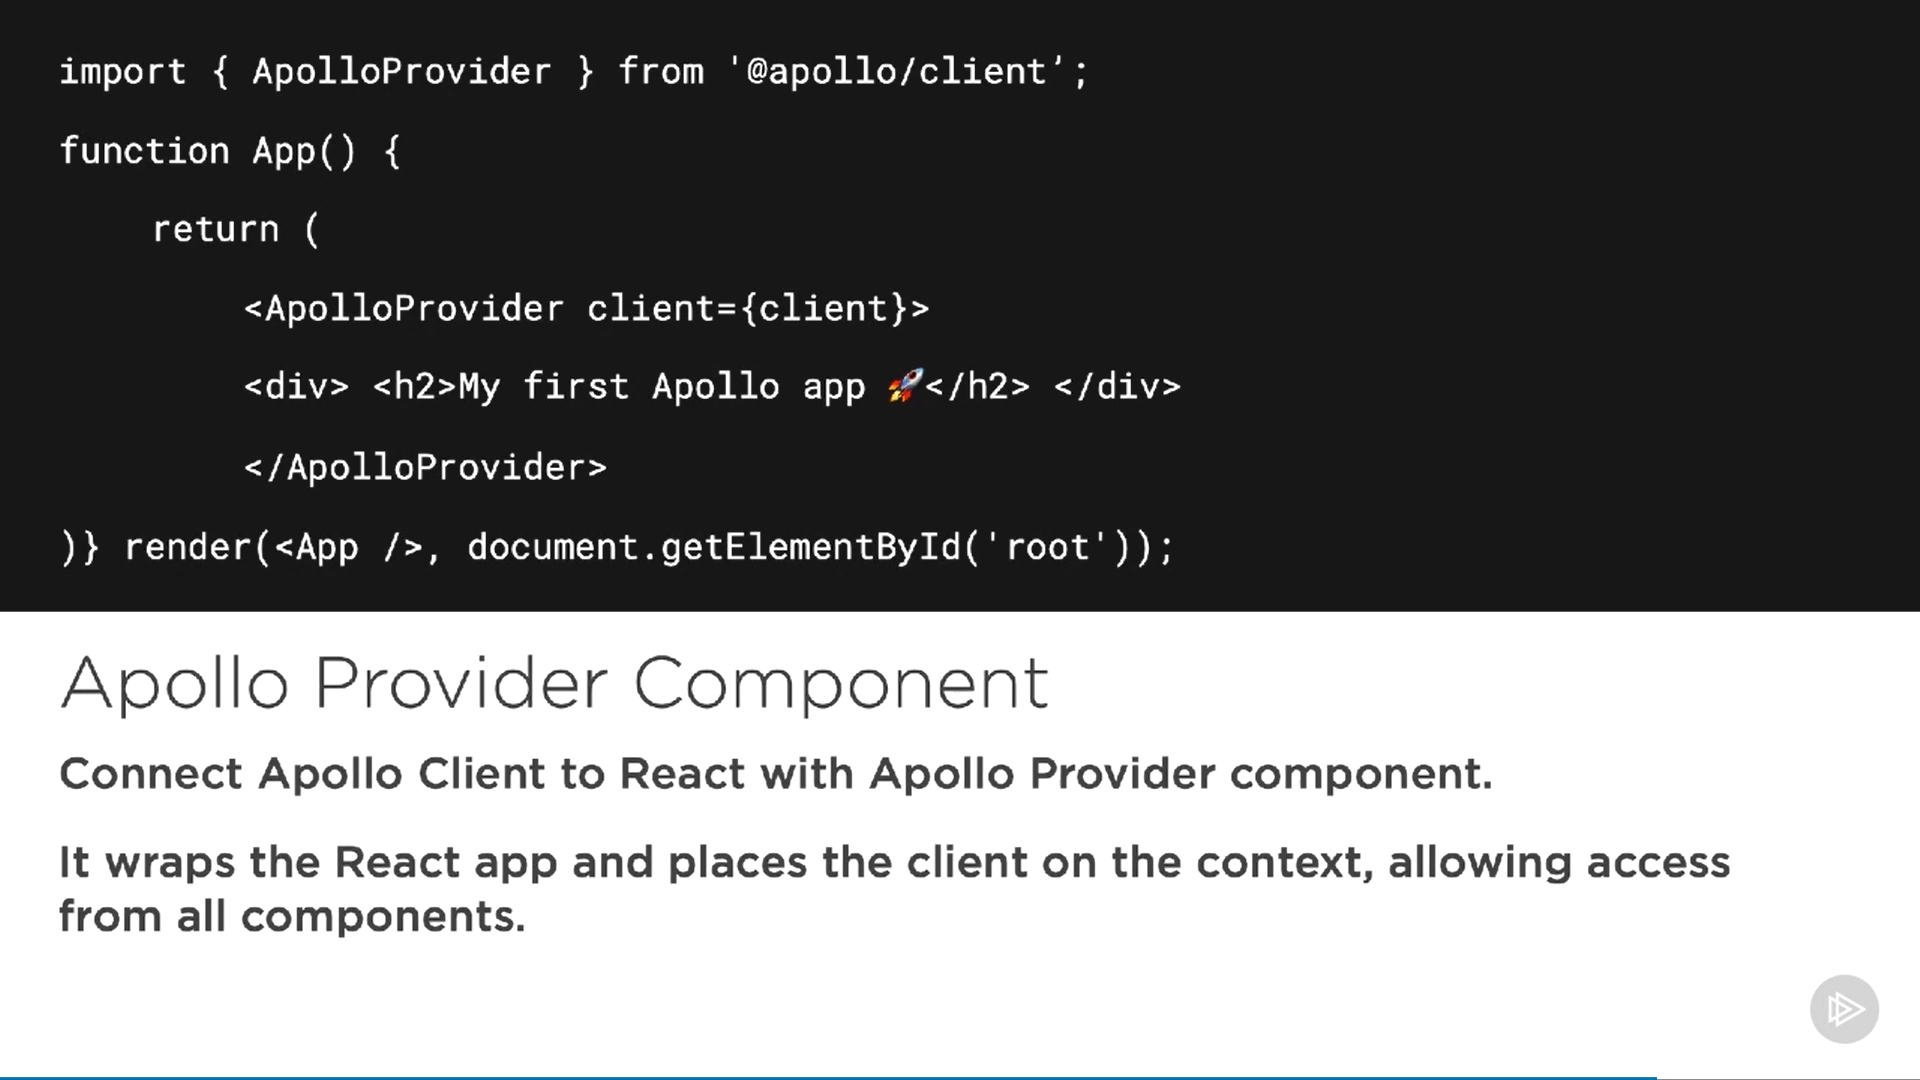 import { ApolloProvider } from '@apollo/client’;
function App() {
return (
<ApolloProvider client={client}>
<div> <h2>My first Apollo app 🚀</h2> </div>
</ApolloProvider>
)} render(<App />, document.getElementById('root'));
Apollo Provider Component
Connect Apollo Client to React with Apollo Provider component.
It wraps the React app and places the client on the context, allowing access
from all components.